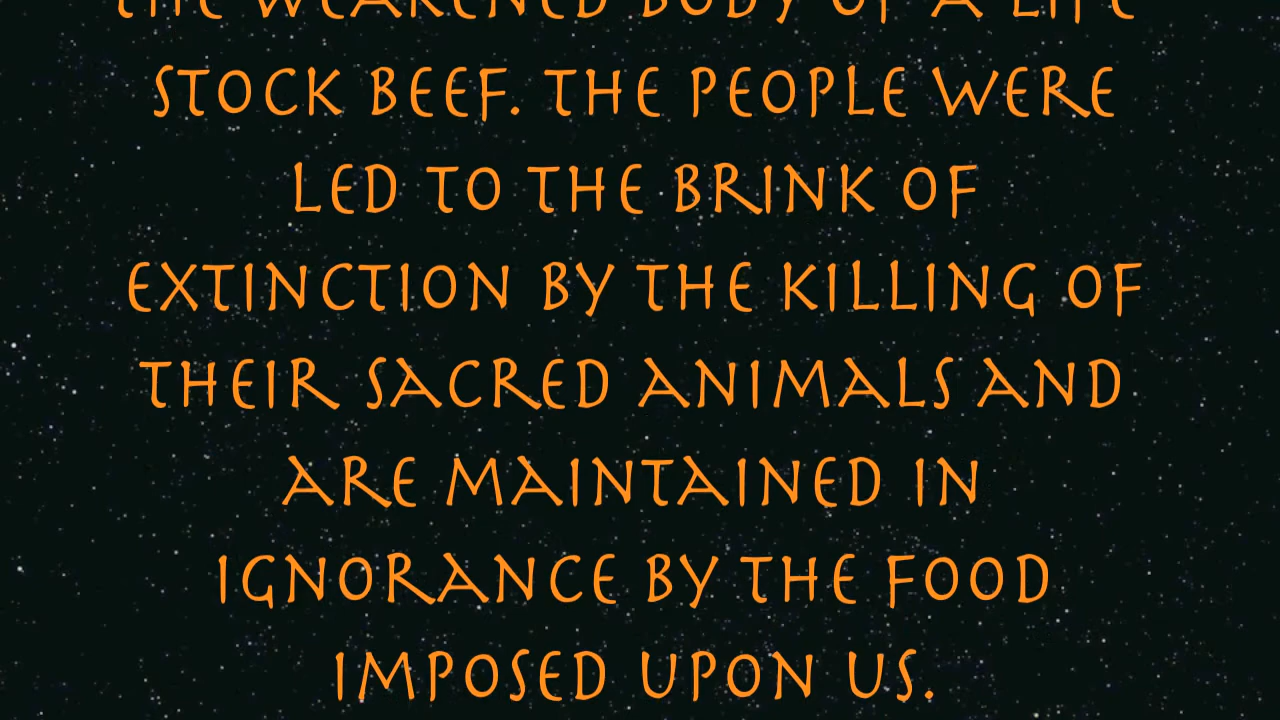 THE WEAKENED BODY OF A LIFE
STOCK BEEF. THE PEOPLE WERE
LED TO THE BRINK OF
EXTINCTION BY THE KILLING OF
THEIR SACRED ANIMALS AND
ARE MAINTAINED IN
IGNORANCE BY THE FOOD
IMPOSED UPON US.